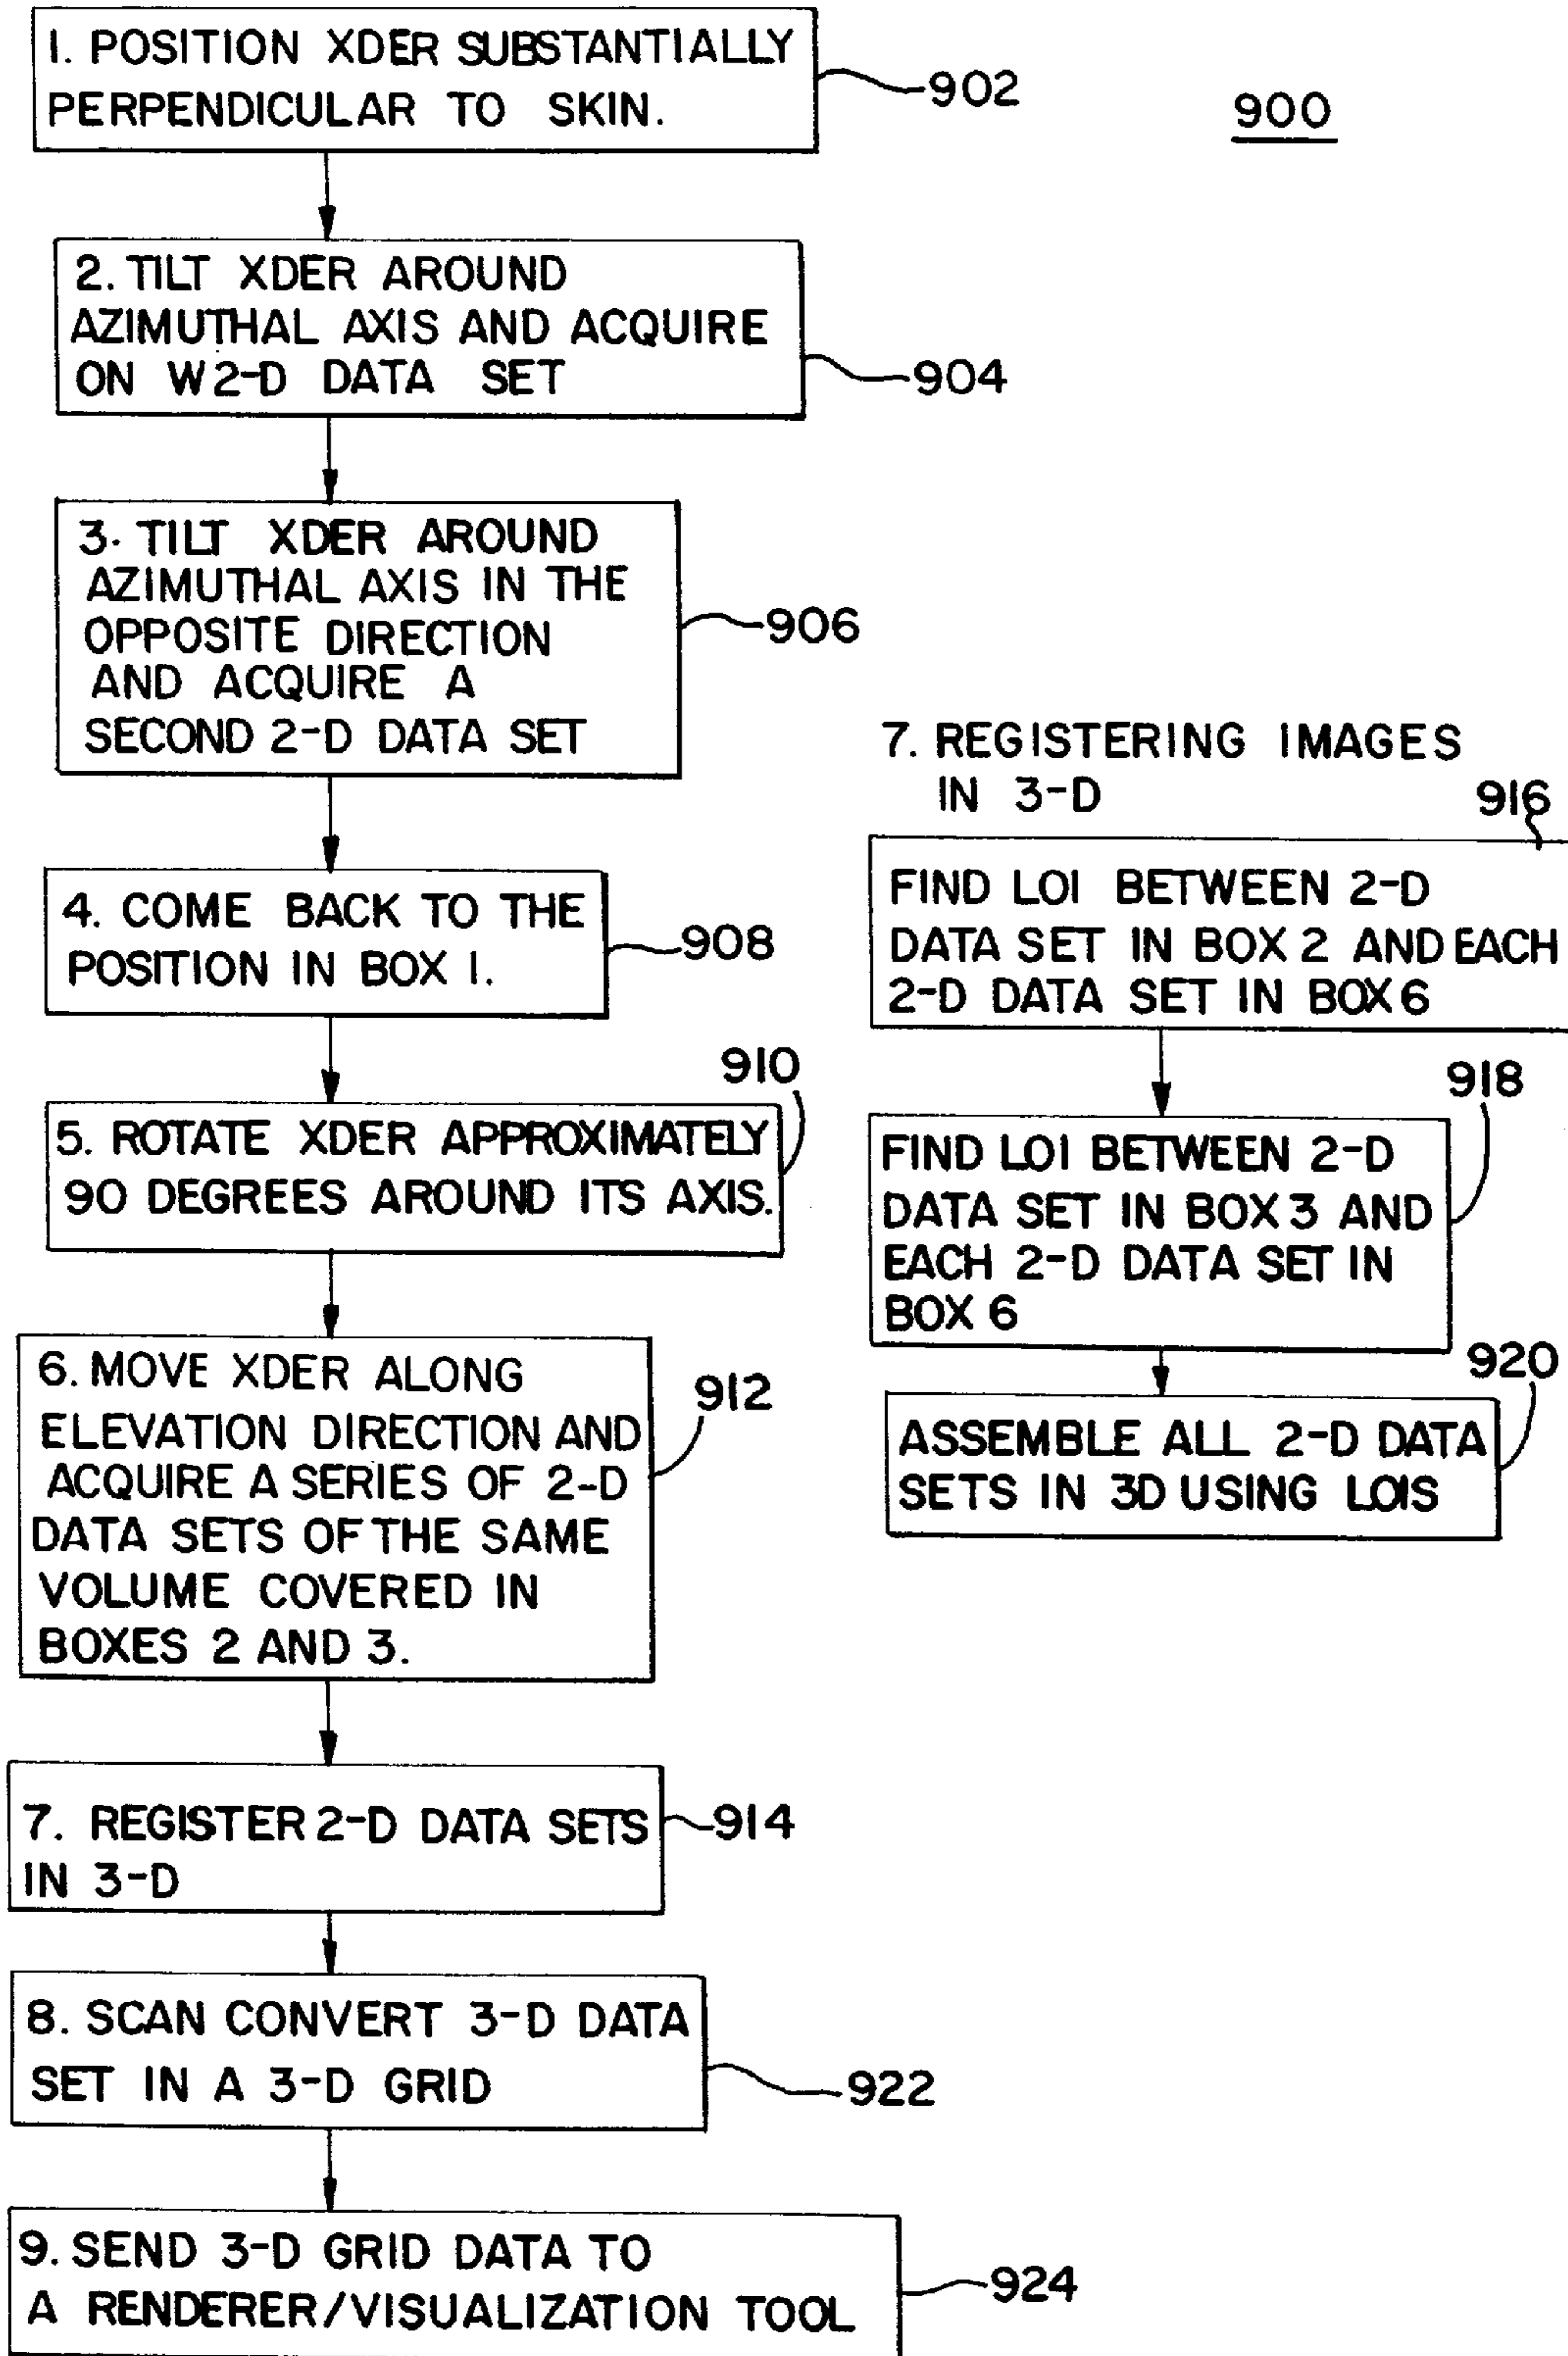 1. POSITION XDER SUBSTANTIALLY
PERPENDICULAR TO SKIN.
902
900
2. TILT XDER AROUND
AZIMUTHAL AXIS AND ACQUIRE
ON W2-D DATA SET
904
3. TILT XDER AROUND
AZIMUTHAL AXIS IN THE
OPPOSITE DIRECTION
AND ACQUIRE A
SECOND 2-D DATA SET
906
4. COME BACK TO THE
POSITION IN BOX 1.
908
5. ROTATE XDER APPROXIMATELY
90 DEGREES AROUND ITS AXIS.
910
6. MOVE XDER ALONG
ELEVATION DIRECTION AND
ACQUIRE A SERIES OF 2-D
DATA SETS OF THE SAME
VOLUME COVERED IN
BOXES 2 AND 3.
912
7. REGISTER 2-D DATA SETS
IN 3-D
914
8. SCAN CONVERT 3-D DATA
SET IN A 3-D GRID
922
9. SEND 3-D GRID DATA TO
A RENDERER/VISUALIZATION TOOL
924
7. REGISTERING IMAGES
IN 3-D
916
FIND LOI BETWEEN 2-D
DATA SET IN BOX 2 AND EACH
2-D DATA SET IN BOX 6
918
FIND LOI BETWEEN 2-D
DATA SET IN BOX 3 AND
EACH 2-D DATA SET IN
BOX 6
920
ASSEMBLE ALL 2-D DATA
SETS IN 3D USING LOIS